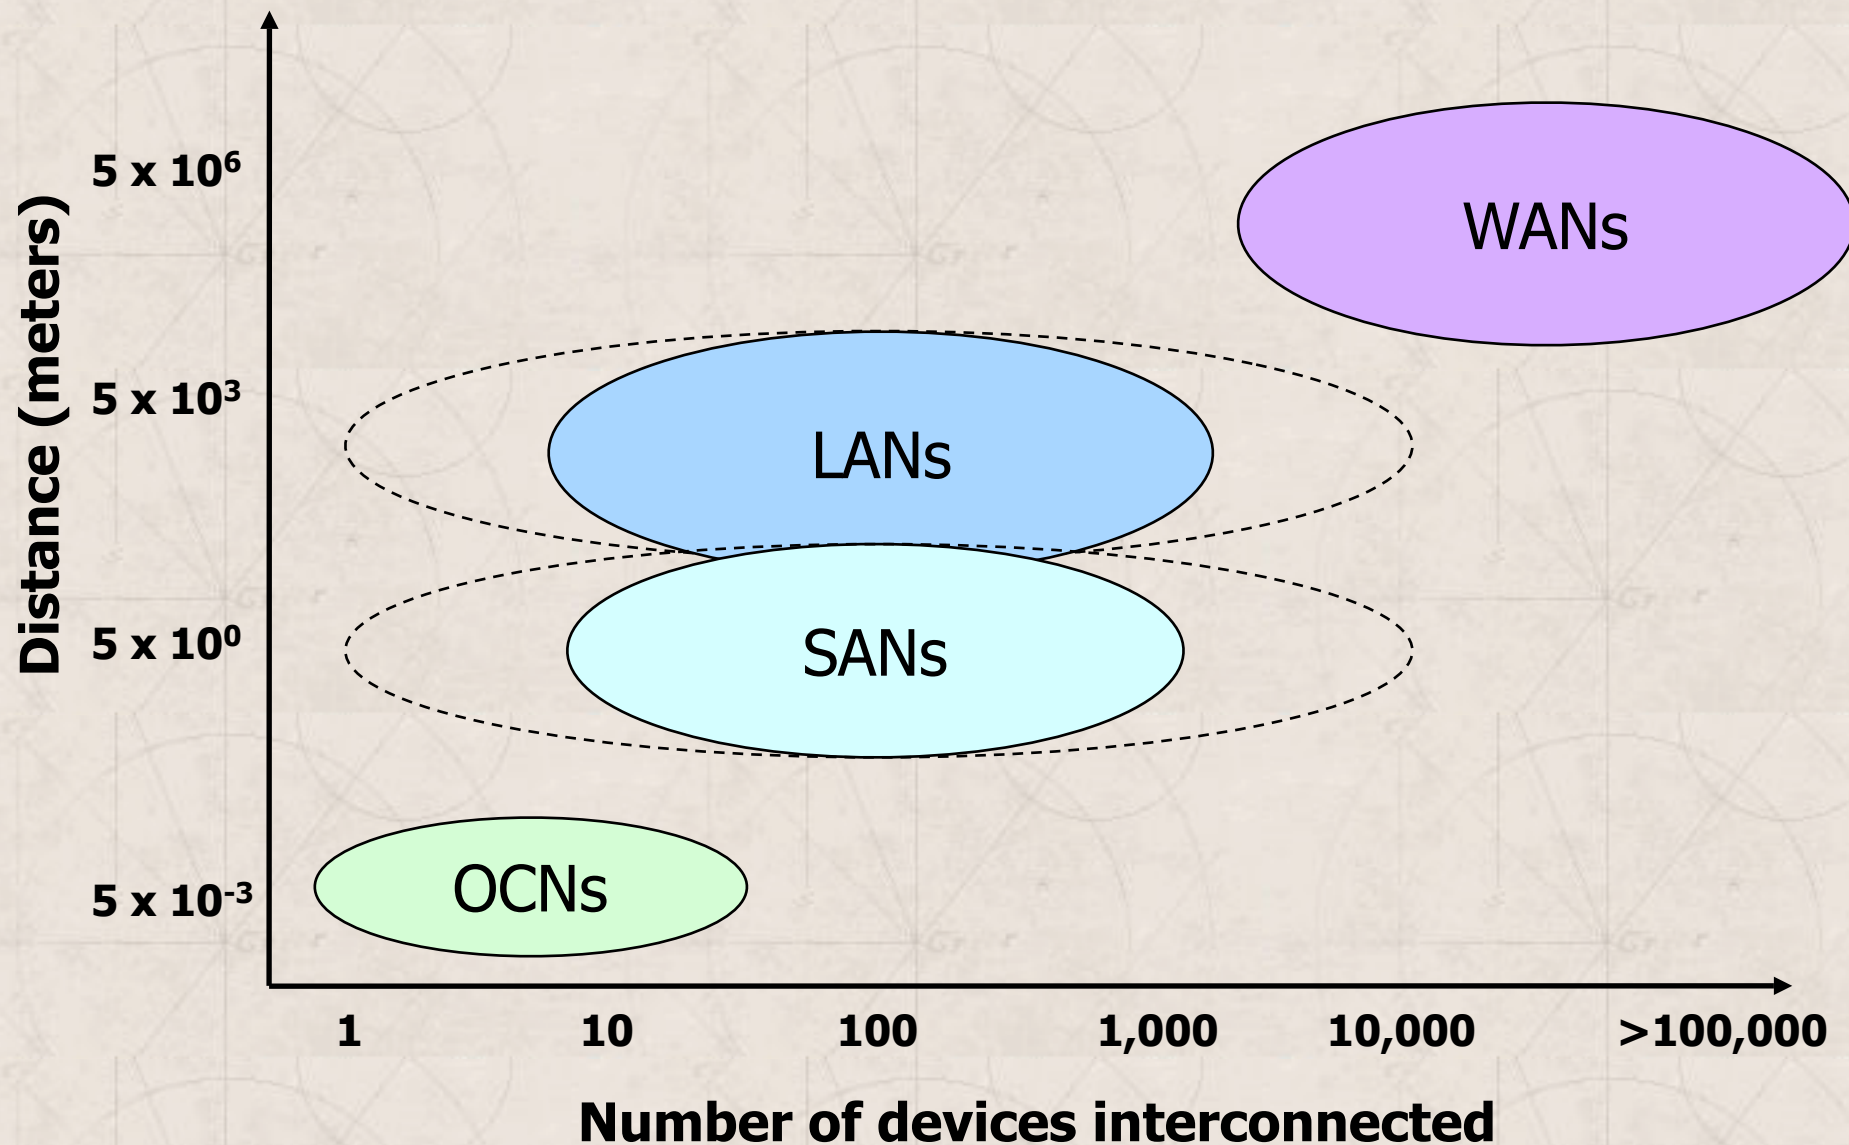 Distance (meters)
5 x 10⁶
5 x 10³
5 x 10⁰
5 x 10⁻³
WANs
LANs
SANs
OCNs
1 10 100 1,000 10,000 >100,000
Number of devices interconnected